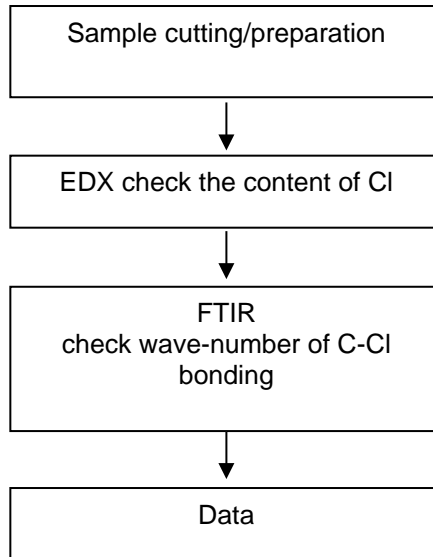 Sample cutting/preparation
EDX check the content of Cl
FTIR
check wave-number of C-Cl
bonding
Data